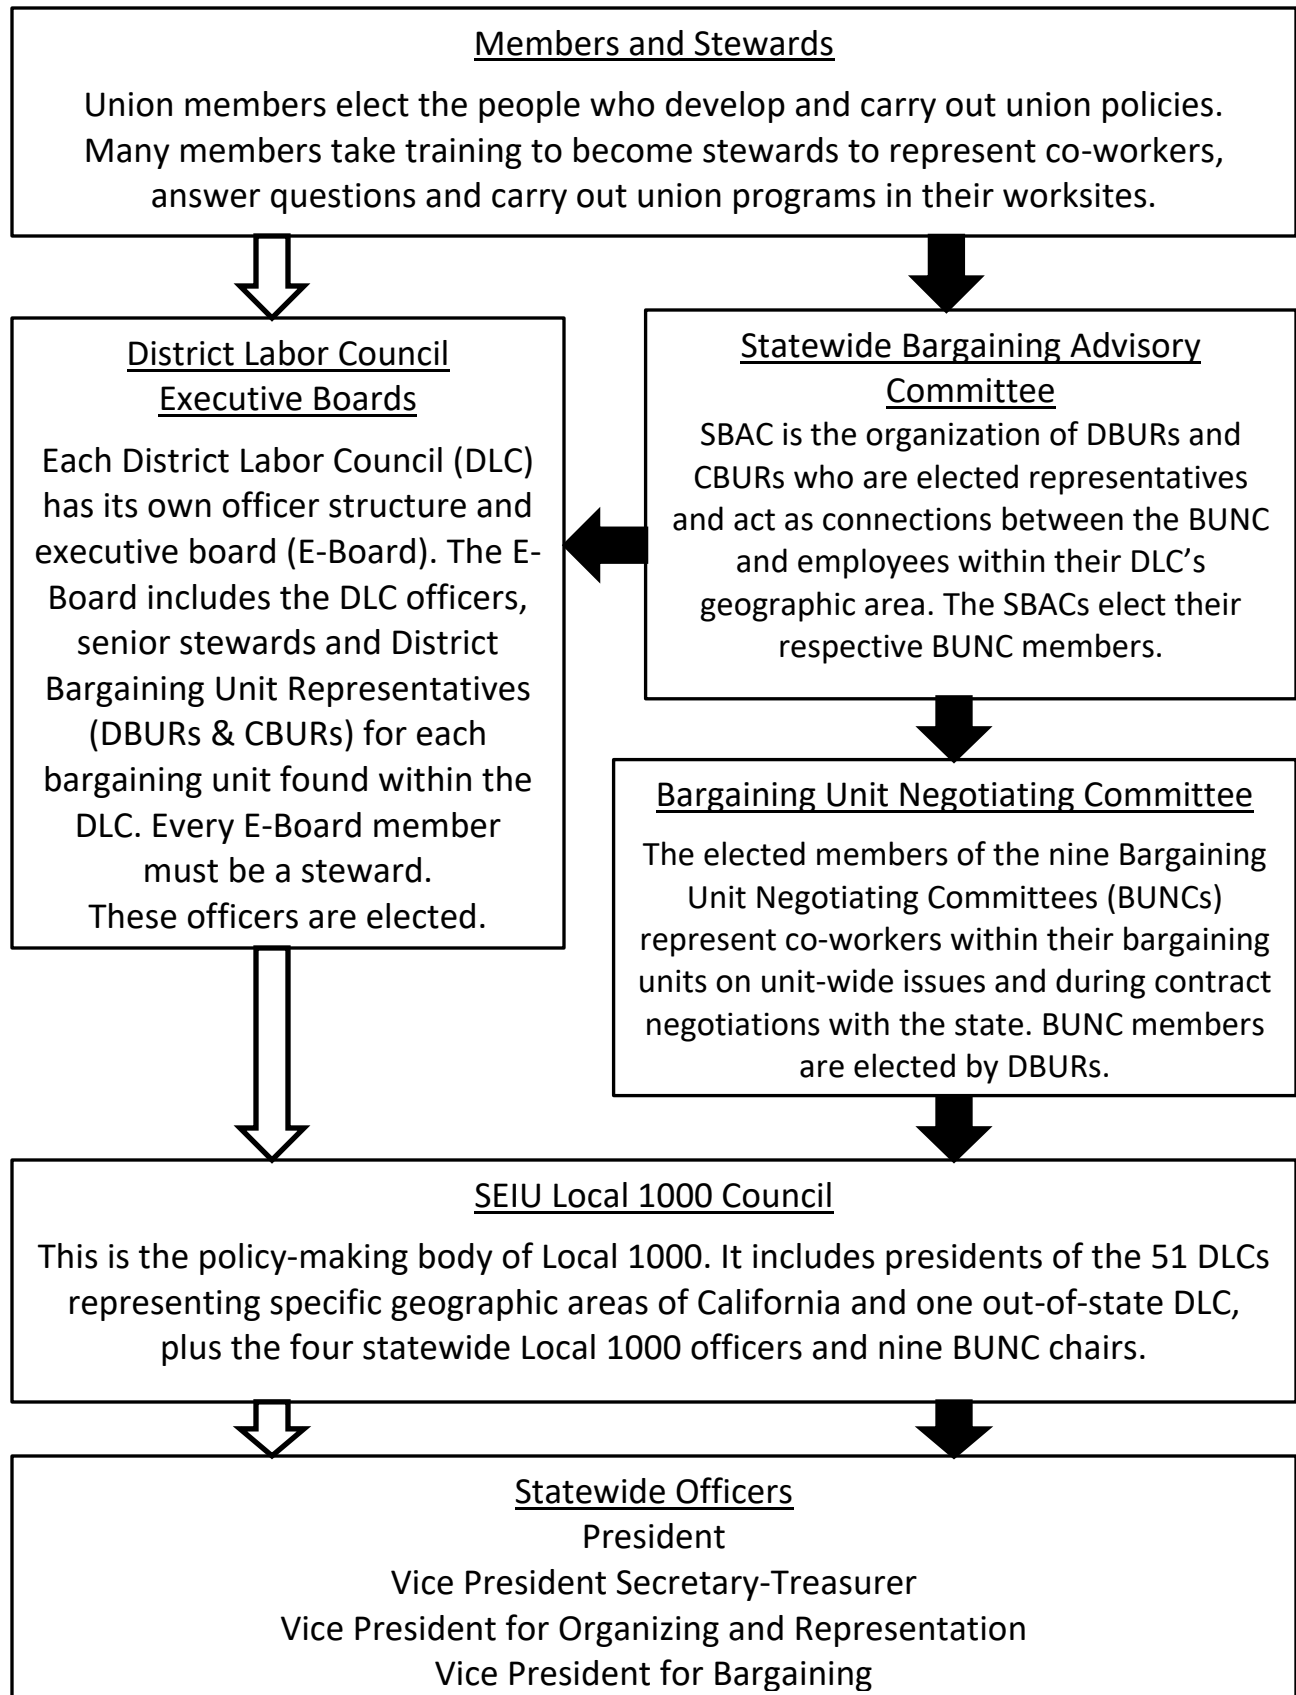 Members and Stewards
Union members elect the people who develop and carry out union policies.
Many members take training to become stewards to represent co-workers,
answer questions and carry out union programs in their worksites.
District Labor Council
Executive Boards
Each District Labor Council (DLC)
has its own officer structure and
executive board (E-Board). The E-
Board includes the DLC officers,
senior stewards and District
Bargaining Unit Representatives
(DBURs & CBURs) for each
bargaining unit found within the
DLC. Every E-Board member
must be a steward.
These officers are elected.
Statewide Bargaining Advisory
Committee
SBAC is the organization of DBURs and
CBURs who are elected representatives
and act as connections between the BUNC
and employees within their DLC’s
geographic area. The SBACs elect their
respective BUNC members.
Bargaining Unit Negotiating Committee
The elected members of the nine Bargaining
Unit Negotiating Committees (BUNCs)
represent co-workers within their bargaining
units on unit-wide issues and during contract
negotiations with the state. BUNC members
are elected by DBURs.
SEIU Local 1000 Council
This is the policy-making body of Local 1000. It includes presidents of the 51 DLCs
representing specific geographic areas of California and one out-of-state DLC,
plus the four statewide Local 1000 officers and nine BUNC chairs.
Statewide Officers
President
Vice President Secretary-Treasurer
Vice President for Organizing and Representation
Vice President for Bargaining